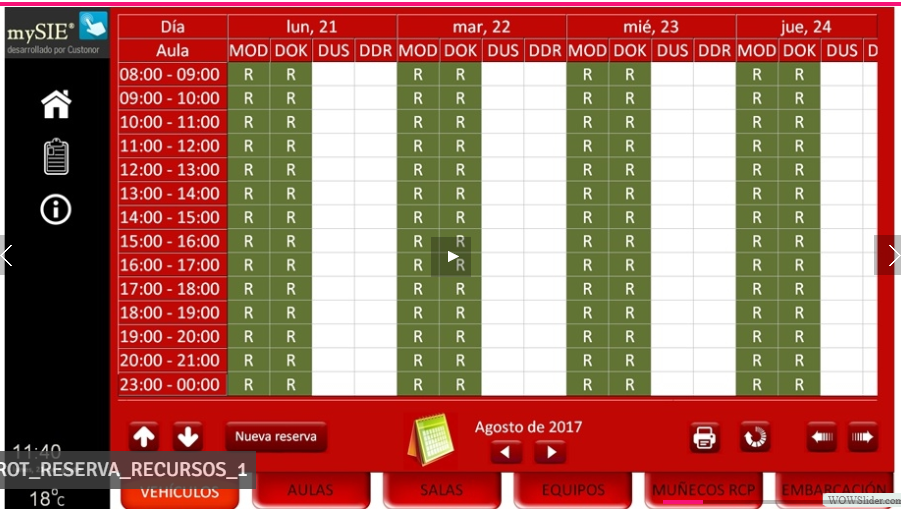 mySIE®
desarrollado por Custonor
Día lun, 21 mar, 22 mié, 23 jue, 24
Aula MOD DOK DUS DDR MOD DOK DUS DDR MOD DOK DUS DDR MOD DOK DUS D
08:00 - 09:00 R R R R R R R R
09:00 - 10:00 R R R R R R R R
10:00 - 11:00 R R R R R R R R
11:00 - 12:00 R R R R R R R R
12:00 - 13:00 R R R R R R R R
13:00 - 14:00 R R R R R R R R
14:00 - 15:00 R R R R R R R R
15:00 - 16:00 R R R R R R R R
16:00 - 17:00 R R R R R R R R
17:00 - 18:00 R R R R R R R R
18:00 - 19:00 R R R R R R R R
19:00 - 20:00 R R R R R R R R
20:00 - 21:00 R R R R R R R R
23:00 - 00:00 R R R R R R R R
Nueva reserva
Agosto de 2017
11:40
ROT_RESERVA_RECURSOS_1
18°C
VEHÍCULOS AULAS SALAS EQUIPOS MUÑECOS RCP EMBARCACIÓN
WOWSlider.com